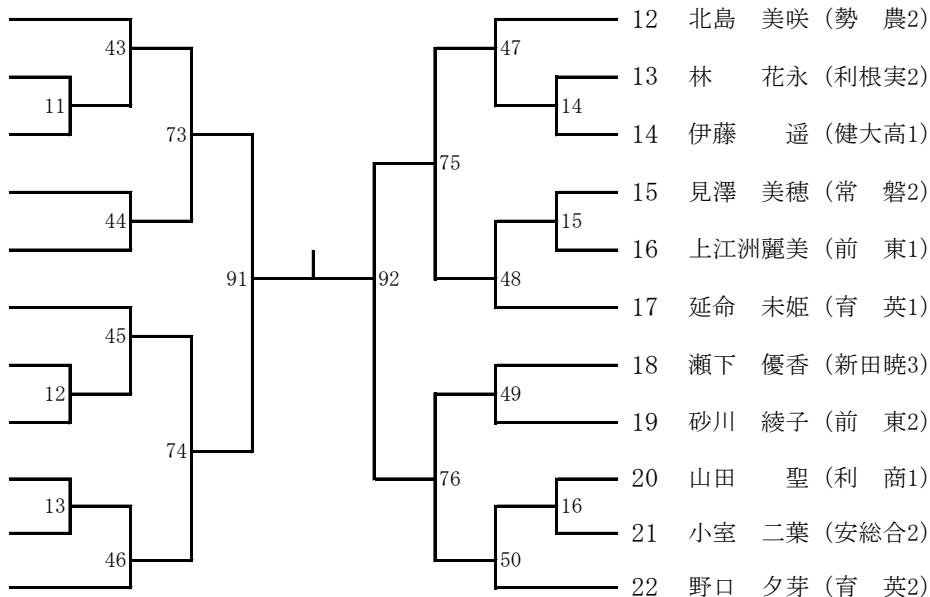 12 北島 美咲 (勢 農2)
43 47
13 林 花永 (利根実2)
11 14
73 14 伊藤 遥 (健大高1)
75
15 見澤 美穂 (常 磐2)
44 15
16 上江洲麗美 (前 東1)
91 92 48
17 延命 未姫 (育 英1)
45
18 瀬下 優香 (新田暁3)
12 49
19 砂川 綾子 (前 東2)
74
76 20 山田 聖 (利 商1)
13 16
21 小室 二葉 (安総合2)
46 50
22 野口 夕芽 (育 英2)